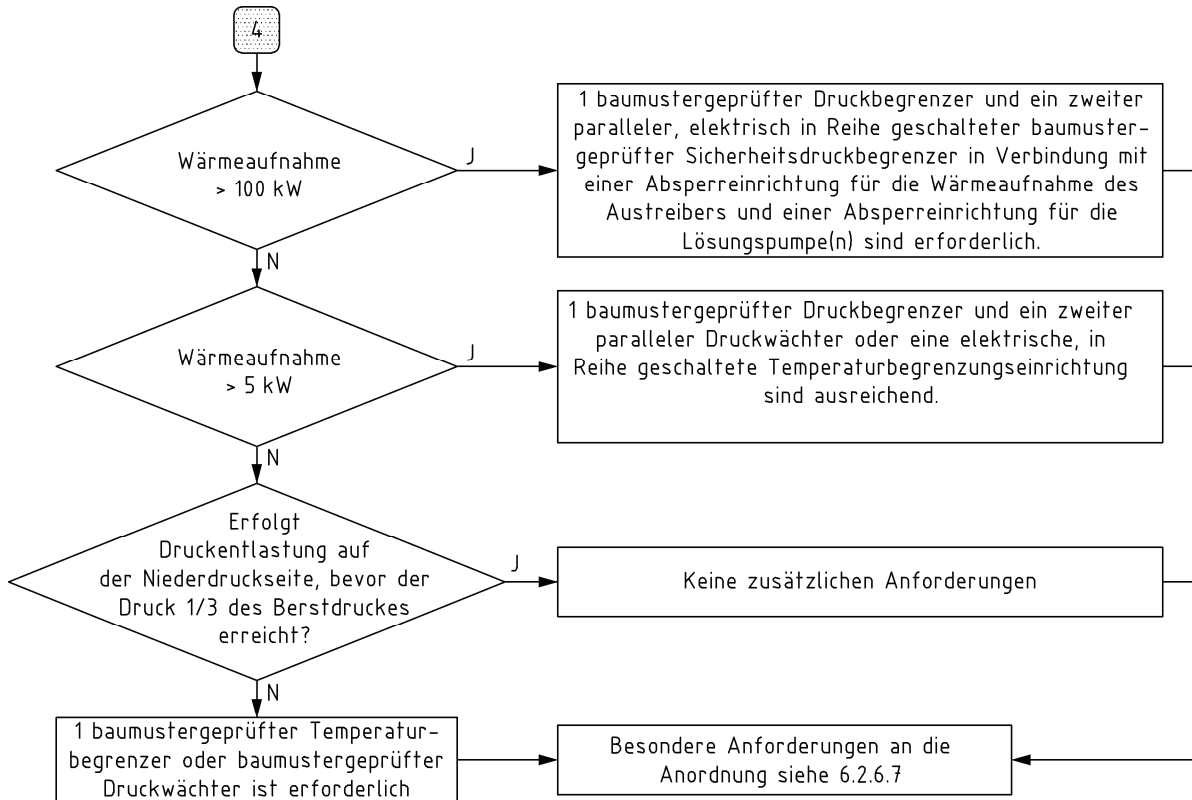 4
Wärmeaufnahme
> 100 kW
J
1 baumustergeprüfter Druckbegrenzer und ein zweiter
paralleler, elektrisch in Reihe geschalteter baumuster-
geprüfter Sicherheitsdruckbegrenzer in Verbindung mit
einer Absperreinrichtung für die Wärmeaufnahme des
Austreibers und einer Absperreinrichtung für die
Lösungspumpe(n) sind erforderlich.
N
Wärmeaufnahme
> 5 kW
J
1 baumustergeprüfter Druckbegrenzer und ein zweiter
paralleler Druckwächter oder eine elektrische, in
Reihe geschaltete Temperaturbegrenzungseinrichtung
sind ausreichend.
N
Erfolgt
Druckentlastung auf
der Niederdruckseite, bevor der
Druck 1/3 des Berstdruckes
erreicht?
J
Keine zusätzlichen Anforderungen
N
1 baumustergeprüfter Temperatur-
begrenzer oder baumustergeprüfter
Druckwächter ist erforderlich
Besondere Anforderungen an die
Anordnung siehe 6.2.6.7